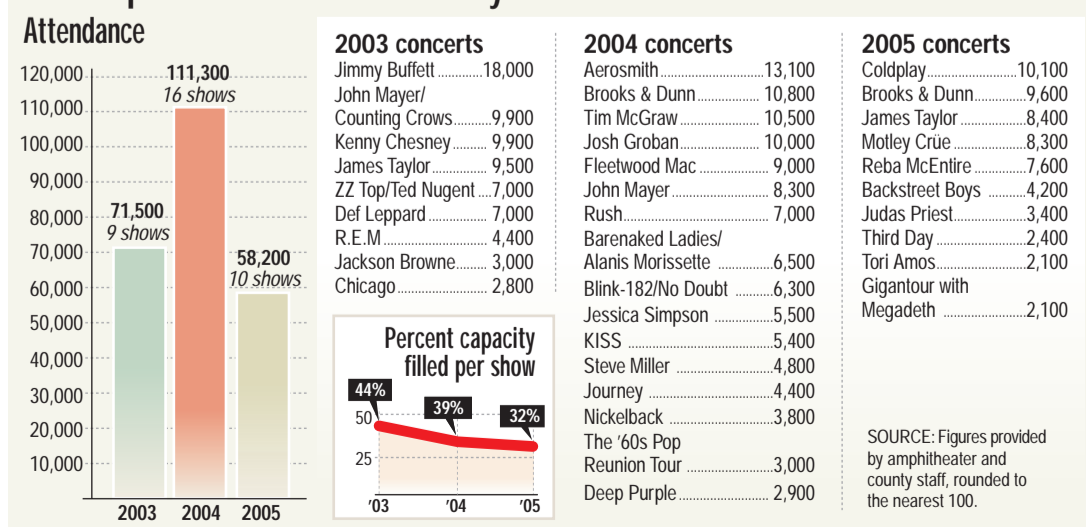 Attendance
120,000
110,000
100,000
90,000
80,000
70,000
60,000
50,000
40,000
30,000
20,000
10,000
71,500
9 shows
111,300
16 shows
58,200
10 shows
2003 2004 2005
2003 concerts
Jimmy Buffett ............18,000
John Mayer/
Counting Crows..........9,900
Kenny Chesney ......... 9,900
James Taylor .............. 9,500
ZZ Top/Ted Nugent ...7,000
Def Leppard ............... 7,000
R.E.M .......................... 4,400
Jackson Browne........ 3,000
Chicago ....................... 2,800
Percent capacity
filled per show
44%
39%
32%
50
25
'03 '04 '05
2004 concerts
Aerosmith...........................13,100
Brooks & Dunn................ 10,800
Tim McGraw..................... 10,500
Josh Groban..................... 10,000
Fleetwood Mac .................. 9,000
John Mayer......................... 8,300
Rush..................................... 7,000
Barenaked Ladies/
Alanis Morissette ..............6,500
Blink-182/No Doubt ..........6,300
Jessica Simpson ...............5,500
KISS .....................................5,400
Steve Miller .........................4,800
Journey ................................4,400
Nickelback ..........................3,800
The '60s Pop
Reunion Tour ......................3,000
Deep Purple....................... 2,900
2005 concerts
Coldplay.......................10,100
Brooks & Dunn..............9,600
James Taylor .................8,400
Motley Crüe ...................8,300
Reba McEntire...............7,600
Backstreet Boys ...........4,200
Judas Priest...................3,400
Third Day .......................2,400
Tori Amos.......................2,100
Gigantour with
Megadeth .....................2,100
SOURCE: Figures provided
by amphitheater and
county staff, rounded to
the nearest 100.